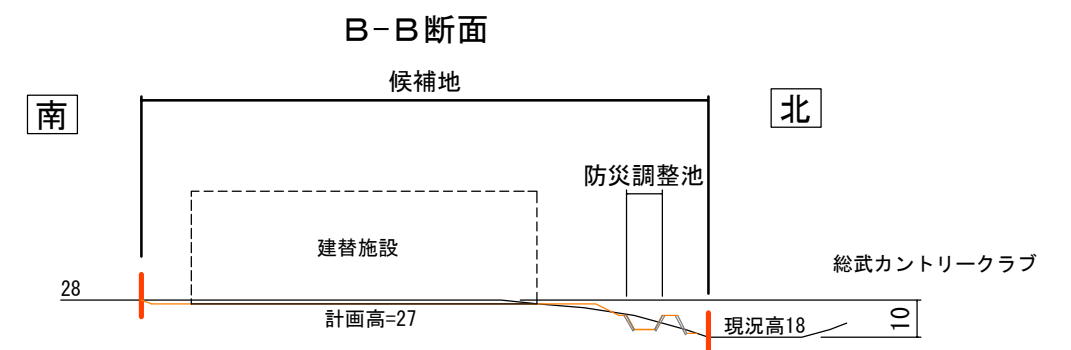 B-B断面
候補地
南
北
防災調整池
建替施設
総武カントリークラブ
28
計画高=27
現況高18
10